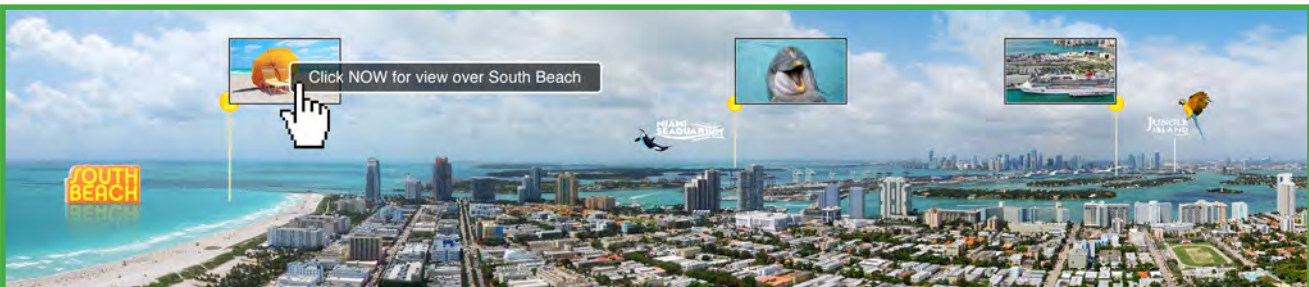 Click NOW for view over South Beach
MIAMI
SEAQUARIUM
JUNGLE
ISLAND
SOUTH
BEACH